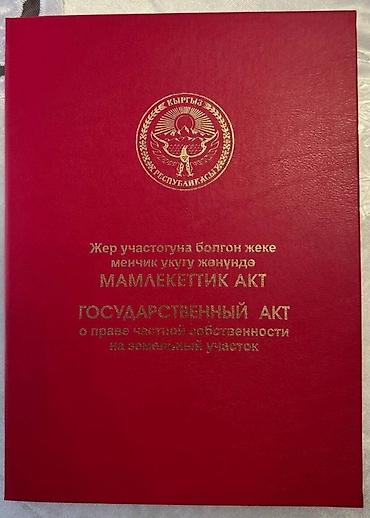 КЫРГЫЗ
РЕСПУБЛИКАСЫ
Жер участогуна болгон жеке
менчик укугу жөнүндө
МАМЛЕКЕТТИК АКТ
ГОСУДАРСТВЕННЫЙ АКТ
о праве частной собственности
на земельный участок